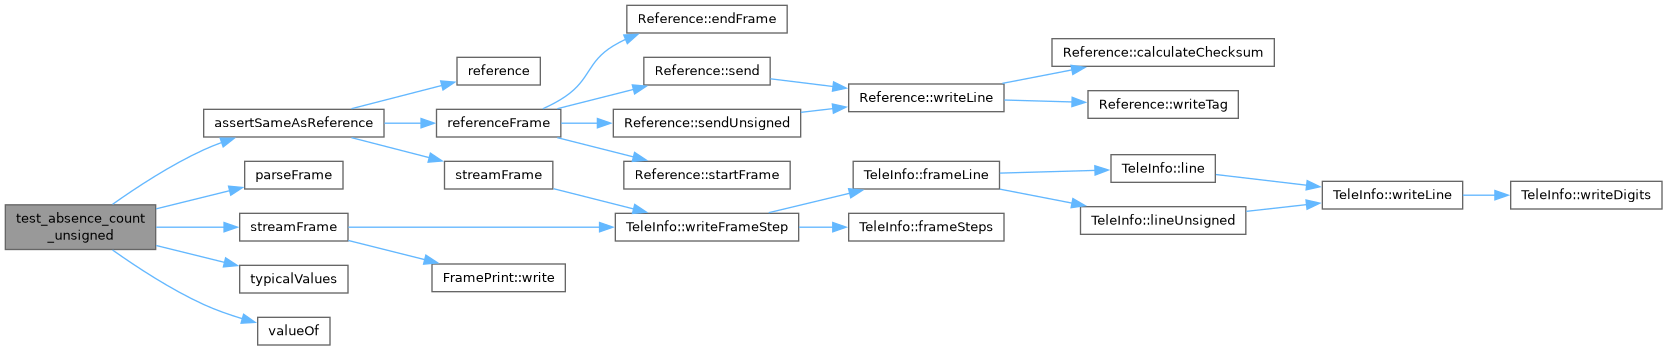 test_absence_count
_unsigned
assertSameAsReference
reference
referenceFrame
Reference::endFrame
Reference::send
Reference::writeLine
Reference::calculateChecksum
Reference::writeTag
Reference::sendUnsigned
Reference::startFrame
streamFrame
TeleInfo::writeFrameStep
TeleInfo::frameLine
TeleInfo::line
TeleInfo::writeLine
TeleInfo::writeDigits
TeleInfo::lineUnsigned
TeleInfo::frameSteps
parseFrame
streamFrame
FramePrint::write
typicalValues
valueOf